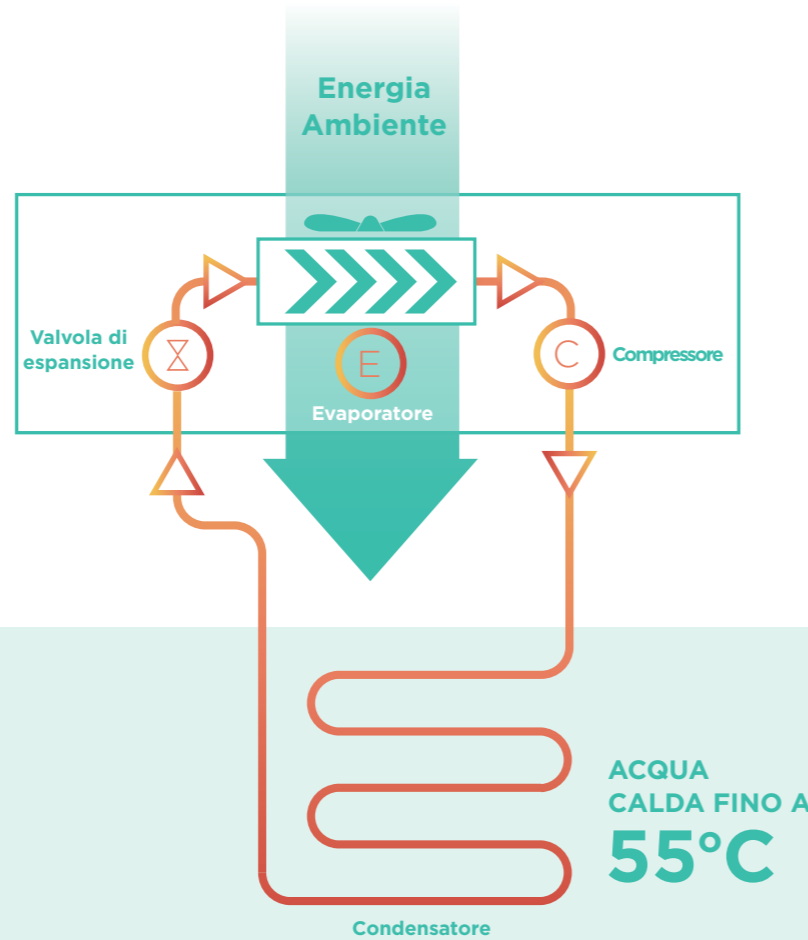 Energia
Ambiente
Valvola di
espansione
E
Evaporatore
C
Compressore
ACQUA
CALDA FINO A
55°C
Condensatore